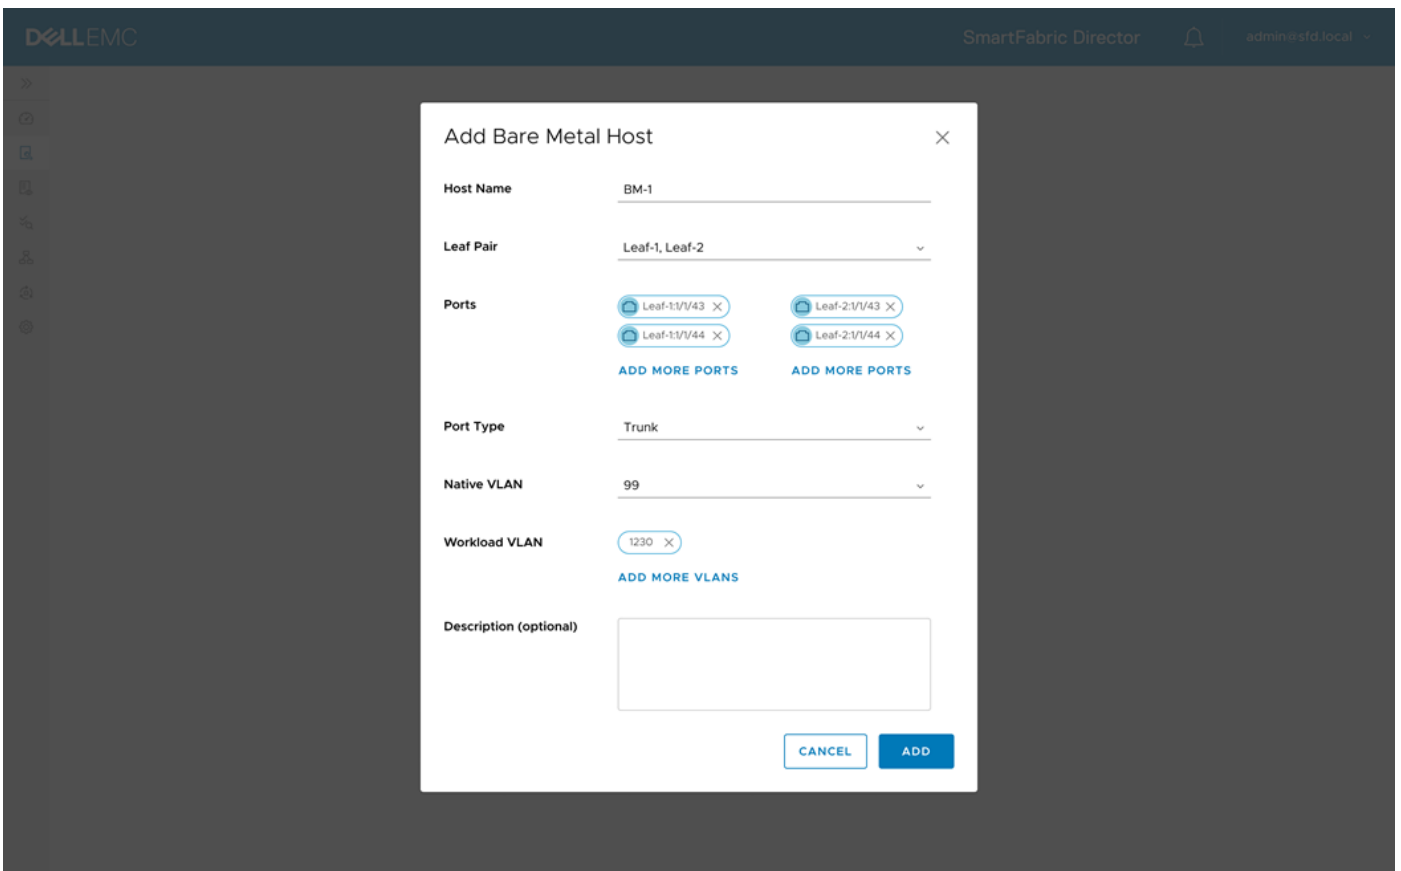 DELLEMC
SmartFabric Director
admin@sfd.local
Add Bare Metal Host
Host Name
BM-1
Leaf Pair
Leaf-1, Leaf-2
Ports
Leaf-1:1/1/43
Leaf-2:1/1/43
Leaf-1:1/1/44
Leaf-2:1/1/44
ADD MORE PORTS
ADD MORE PORTS
Port Type
Trunk
Native VLAN
99
Workload VLAN
1230
ADD MORE VLANS
Description (optional)
CANCEL
ADD